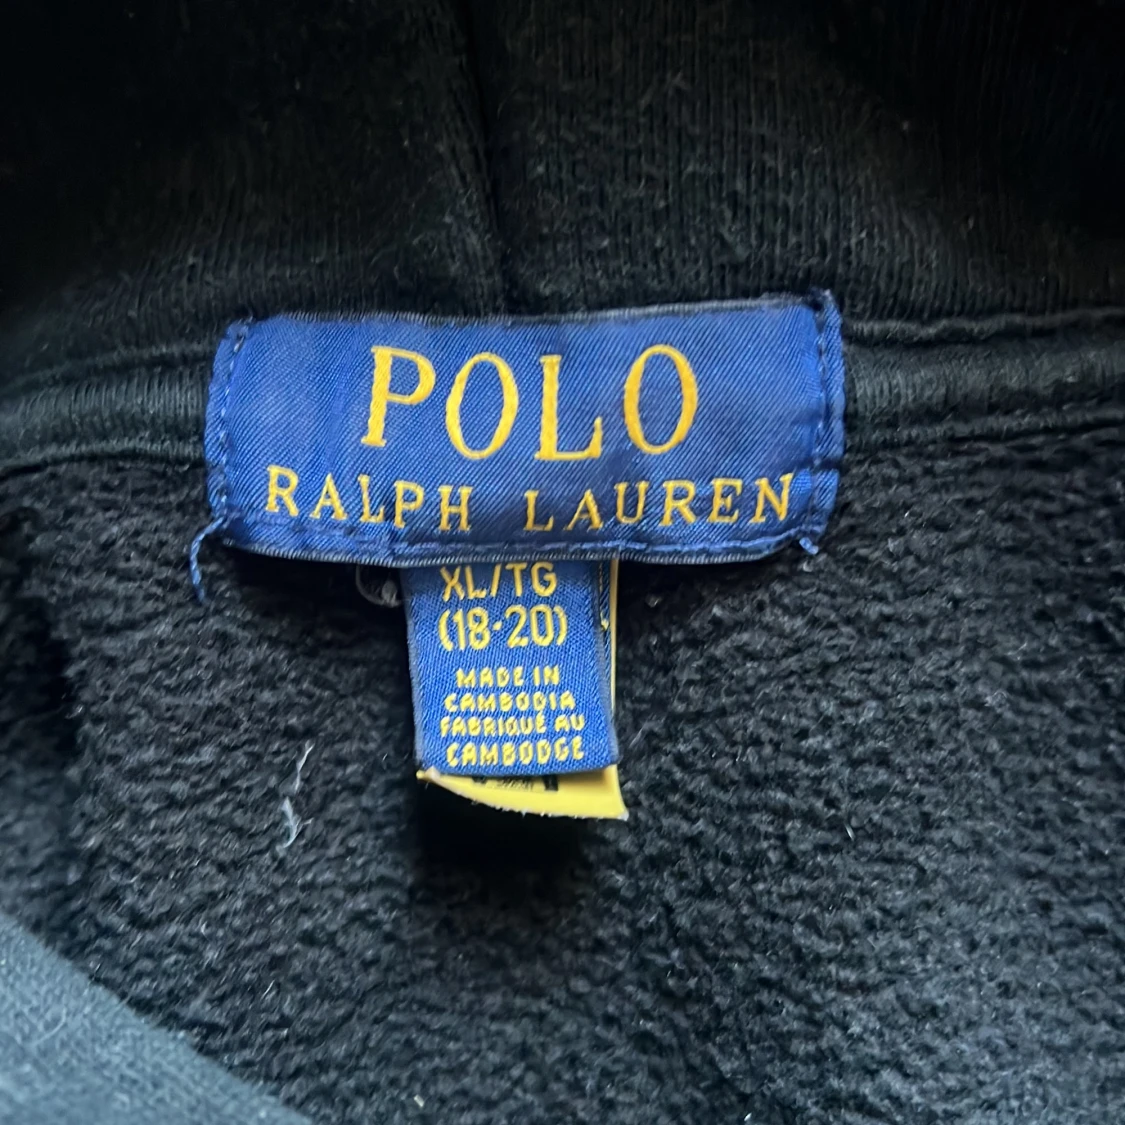 POLO
RALPH LAUREN
XL/TG
(18-20)
MADE IN
CAMBODIA
FABRIQUÉ AU
CAMBODGE